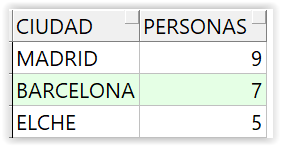 CIUDAD PERSONAS
MADRID 9
BARCELONA 7
ELCHE 5